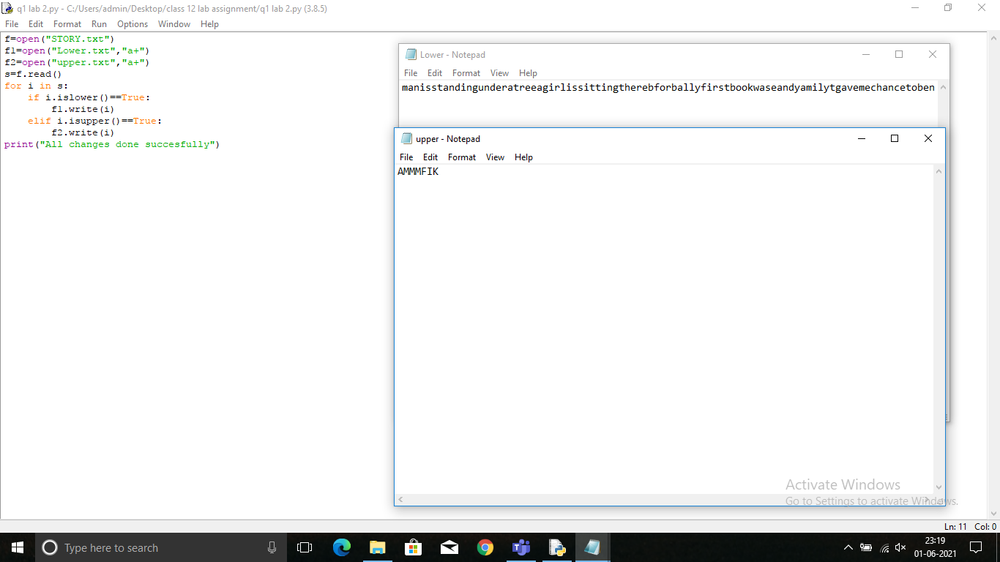 q1 lab 2.py - C:/Users/admin/Desktop/class 12 lab assignment/q1 lab 2.py (3.8.5)
File Edit Format Run Options Window Help
f=open("STORY.txt")
f1=open("Lower.txt","a+")
f2=open("upper.txt","a+")
s=f.read()
for i in s:
    if i.islower()==True:
        f1.write(i)
    elif i.isupper()==True:
        f2.write(i)
print("All changes done succesfully")
Lower - Notepad
File Edit Format View Help
manisstandingunderatreeagirlissittingtherebforballyfirstbookwaseandyamilytgavemechancetoben
upper - Notepad
File Edit Format View Help
AMMMFIK
Activate Windows
Go to Settings to activate Windows.
Ln: 11 Col: 0
Type here to search
23:19
01-06-2021